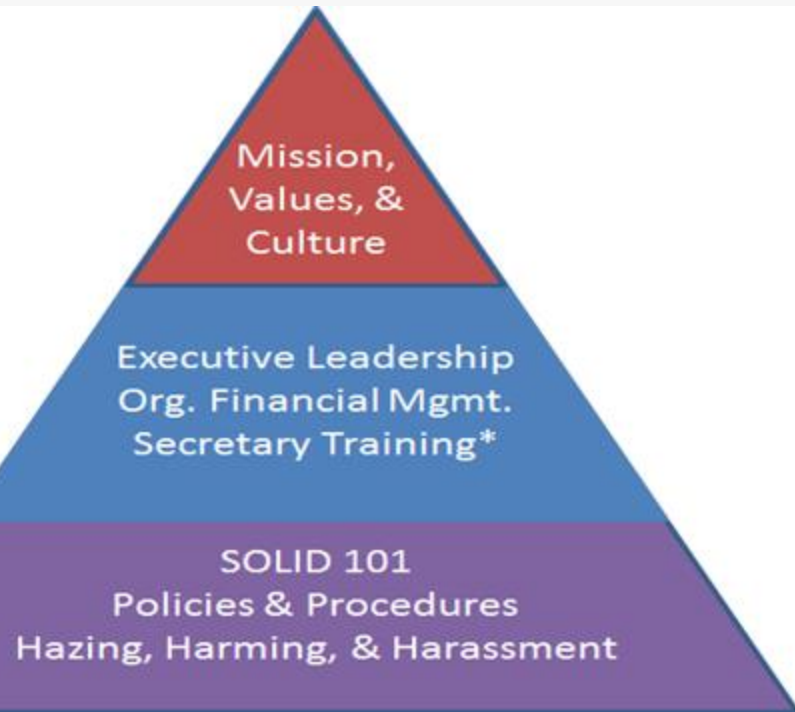 Mission,
Values, &
Culture
Executive Leadership
Org. Financial Mgmt.
Secretary Training*
SOLID 101
Policies & Procedures
Hazing, Harming, & Harassment